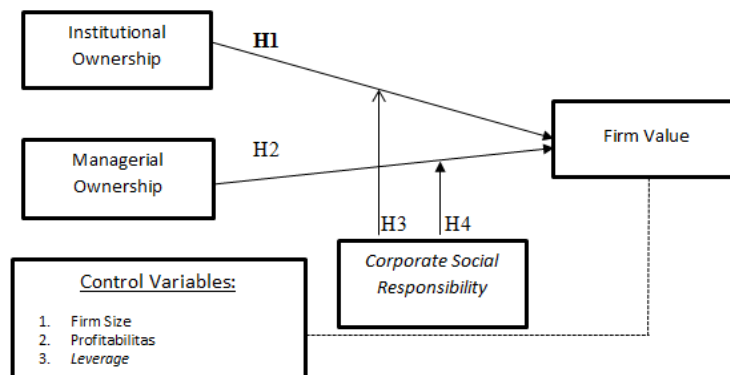 Institutional
Ownership
H1
Firm Value
Managerial
Ownership
H2
H3
H4
Corporate Social
Responsibility
Control Variables:
1. Firm Size
2. Profitabilitas
3. Leverage